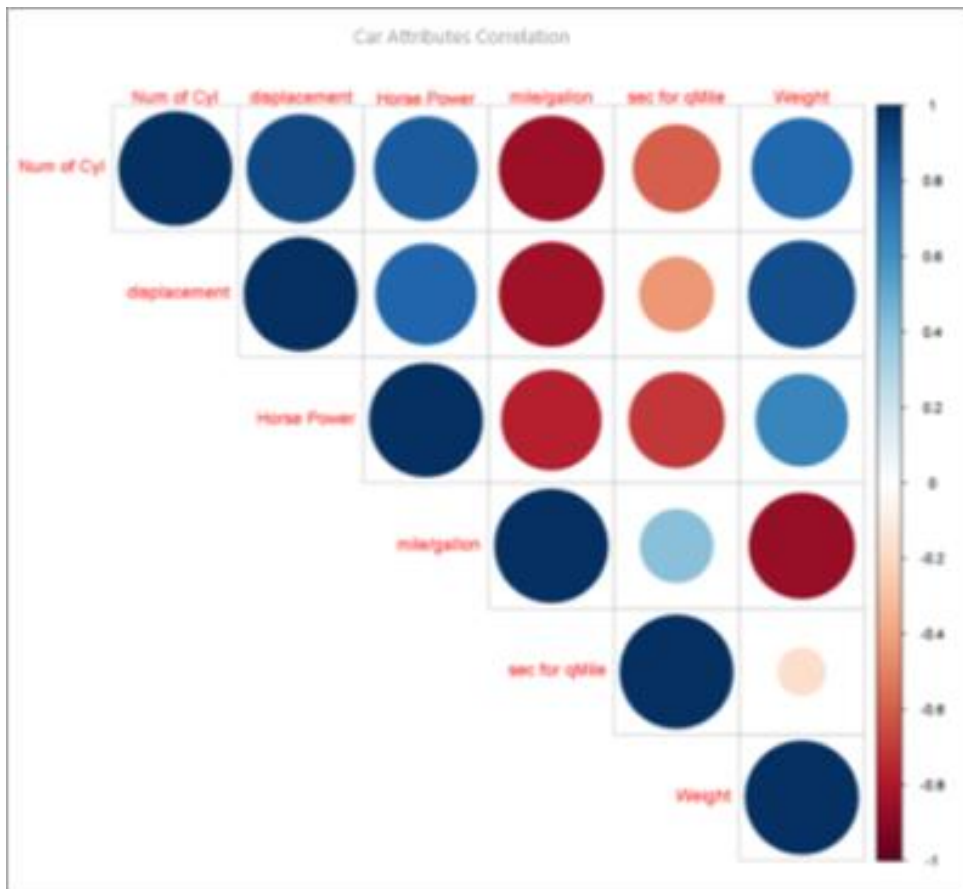 Car Attributes Correlation
Num of Cyl displacement Horse Power mile/gallon sec for qMile Weight
1
Num of Cyl
0.8
0.6
displacement
0.4
0.2
Horse Power
0
mile/gallon
-0.2
-0.4
sec for qMile
-0.6
Weight
-0.8
-1